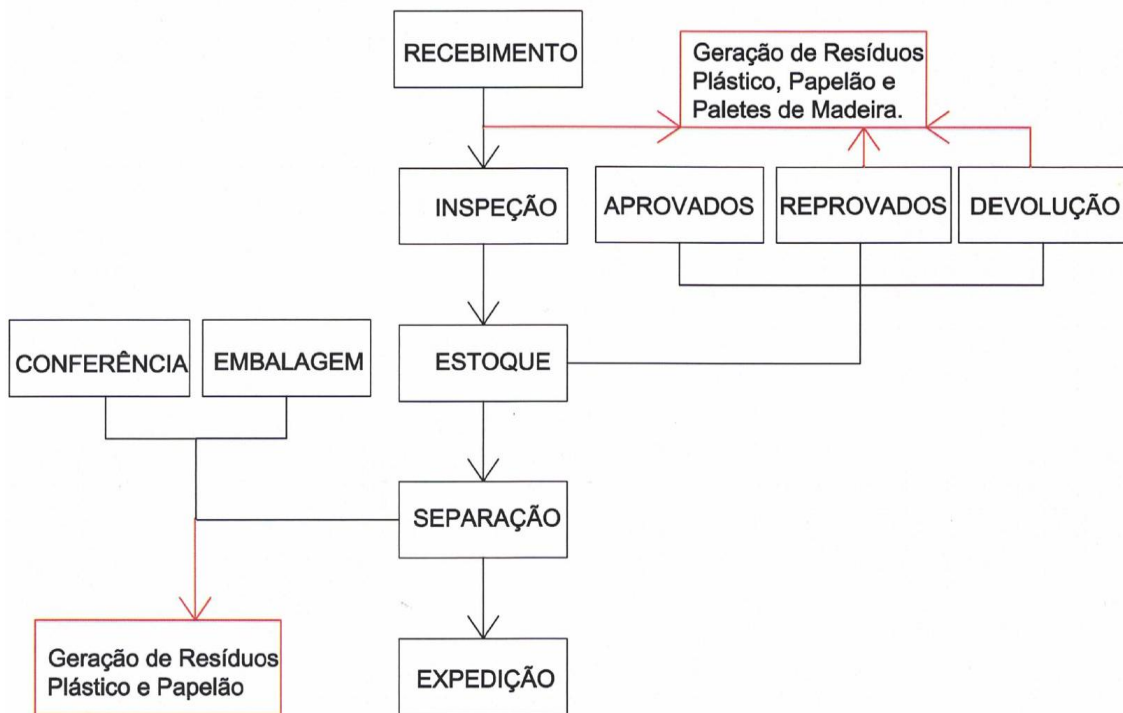 RECEBIMENTO
Geração de Resíduos
Plástico, Papelão e
Paletes de Madeira.
INSPEÇÃO
APROVADOS
REPROVADOS
DEVOLUÇÃO
CONFERÊNCIA
EMBALAGEM
ESTOQUE
SEPARAÇÃO
Geração de Resíduos
Plástico e Papelão
EXPEDIÇÃO